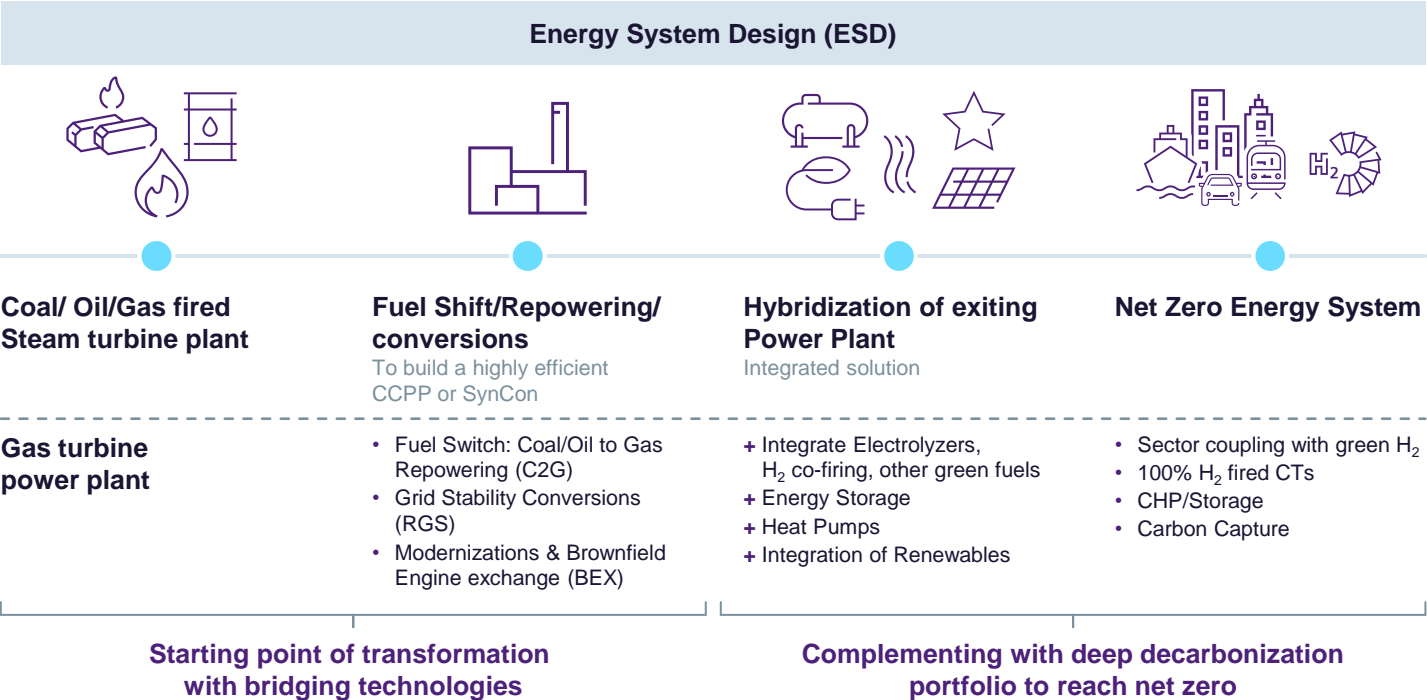 Energy System Design (ESD)
H2
Coal/ Oil/Gas fired
Steam turbine plant
Fuel Shift/Repowering/
conversions
To build a highly efficient
CCPP or SynCon
Hybridization of exiting
Power Plant
Integrated solution
Net Zero Energy System
Gas turbine
power plant
• Fuel Switch: Coal/Oil to Gas
Repowering (C2G)
• Grid Stability Conversions
(RGS)
• Modernizations & Brownfield
Engine exchange (BEX)
+ Integrate Electrolyzers,
H2 co-firing, other green fuels
+ Energy Storage
+ Heat Pumps
+ Integration of Renewables
• Sector coupling with green H2
• 100% H2 fired CTs
• CHP/Storage
• Carbon Capture
Starting point of transformation
with bridging technologies
Complementing with deep decarbonization
portfolio to reach net zero